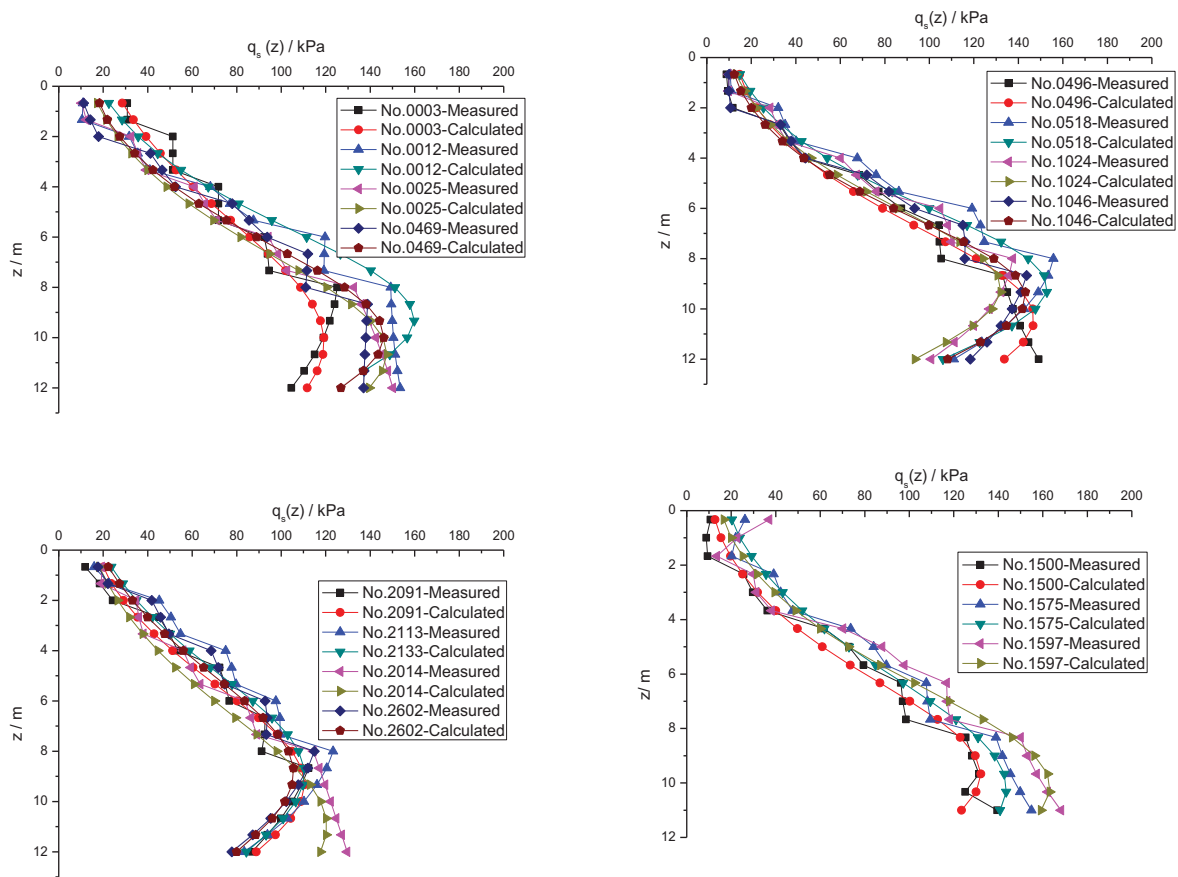 q_s (z) / kPa
0 20 40 60 80 100 120 140 160 180 200
0
2
4
6
8
10
12
z / m
No.0003-Measured
No.0003-Calculated
No.0012-Measured
No.0012-Calculated
No.0025-Measured
No.0025-Calculated
No.0469-Measured
No.0469-Calculated
q_s(z) / kPa
0 20 40 60 80 100 120 140 160 180 200
0
2
4
6
8
10
12
z / m
No.0496-Measured
No.0496-Calculated
No.0518-Measured
No.0518-Calculated
No.1024-Measured
No.1024-Calculated
No.1046-Measured
No.1046-Calculated
q_s(z) / kPa
0 20 40 60 80 100 120 140 160 180 200
0
2
4
6
8
10
12
z / m
No.2091-Measured
No.2091-Calculated
No.2113-Measured
No.2133-Calculated
No.2014-Measured
No.2014-Calculated
No.2602-Measured
No.2602-Calculated
q_s(z) / kPa
0 20 40 60 80 100 120 140 160 180 200
0
1
2
3
4
5
6
7
8
9
10
11
z/ m
No.1500-Measured
No.1500-Calculated
No.1575-Measured
No.1575-Calculated
No.1597-Measured
No.1597-Calculated